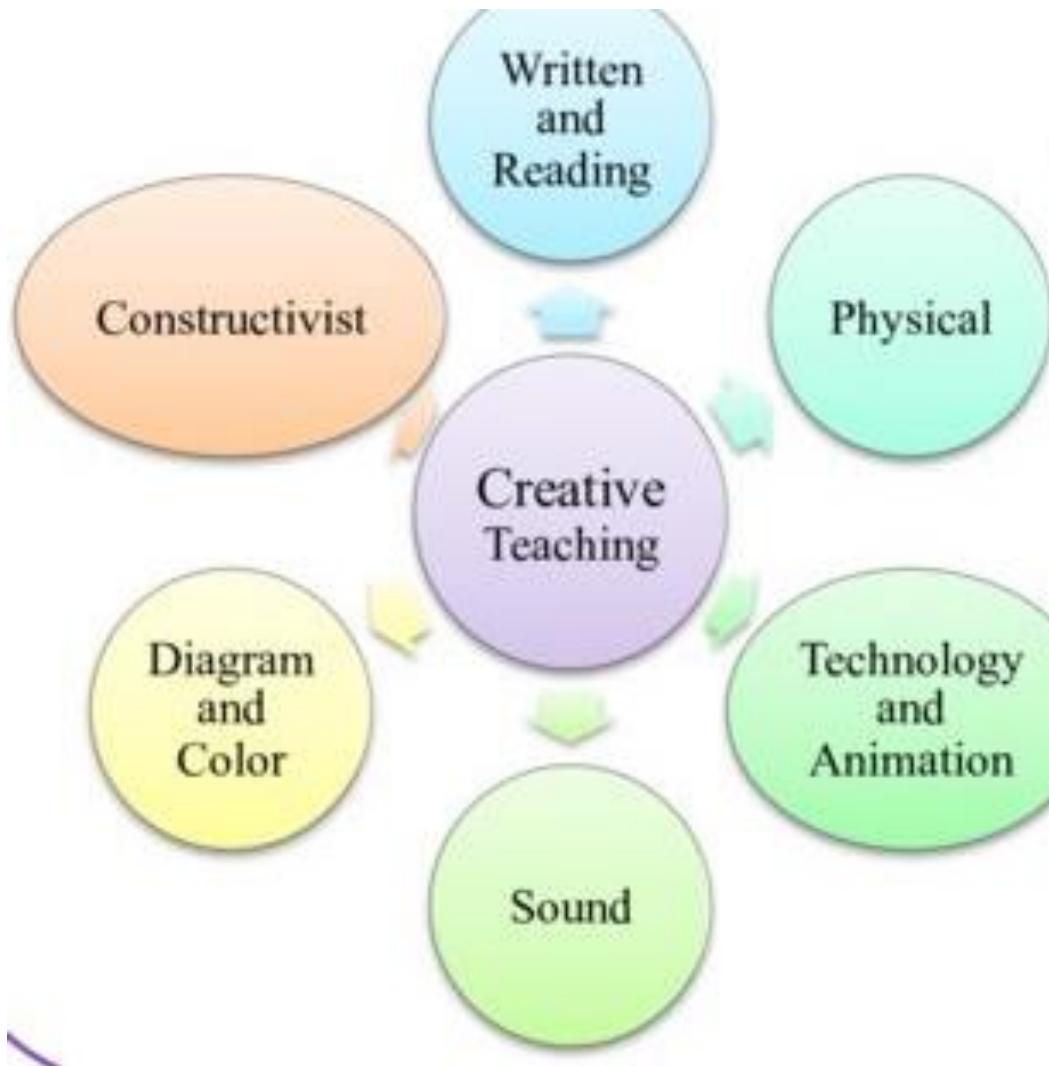 Written
and
Reading
Constructivist
Physical
Creative
Teaching
Diagram
and
Color
Technology
and
Animation
Sound